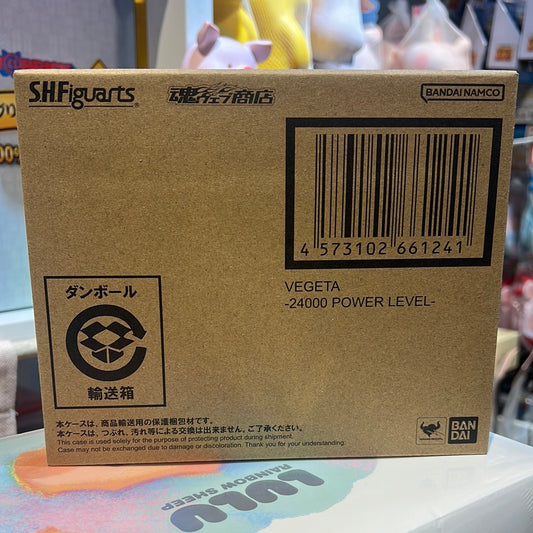 S.H.Figuarts
魂ウェブ商店
BANDAI NAMCO
4 573102 661241
VEGETA
-24000 POWER LEVEL-
ダンボール
輸送箱
本ケースは、商品輸送用の保護梱包材です。
本ケースは、つぶれ、汚れ等による交換は出来ません。ご了承ください。
This case is used solely for the purpose of protecting product during shipment.
Case may not be exchanged due to damage or discoloration. Thank you for your understanding.
BAN
DAI
LULU
RAINBOW SHEEP